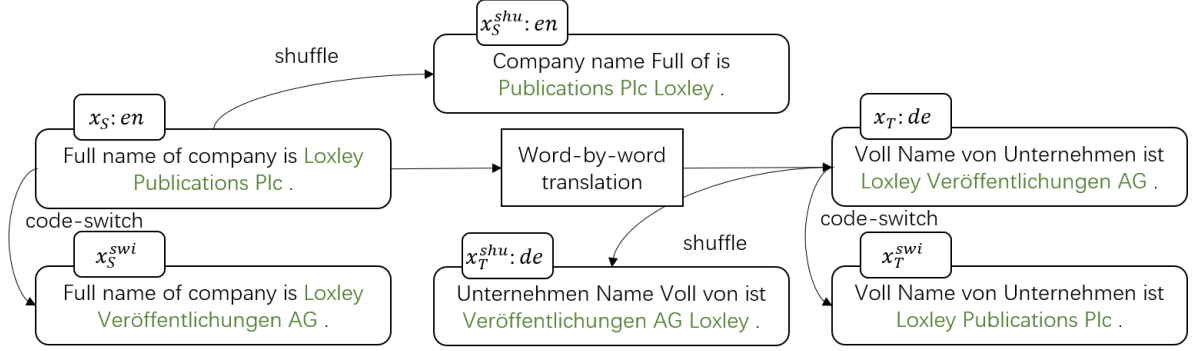 x_S^{shu}: en
Company name Full of is
Publications Plc Loxley .
shuffle
x_S: en
Full name of company is Loxley
Publications Plc .
Word-by-word
translation
x_T: de
Voll Name von Unternehmen ist
Loxley Veröffentlichungen AG .
code-switch
x_S^{swi}
Full name of company is Loxley
Veröffentlichungen AG .
shuffle
x_T^{shu}: de
Unternehmen Name Voll von ist
Veröffentlichungen AG Loxley .
code-switch
x_T^{swi}
Voll Name von Unternehmen ist
Loxley Publications Plc .